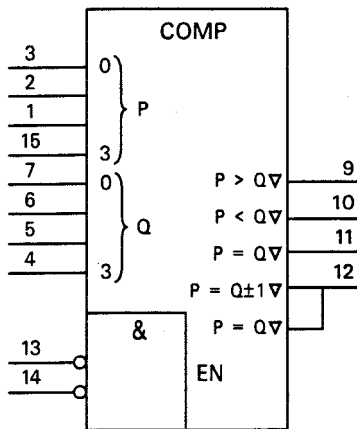 COMP
3 0
2
1 P
15 3
7 0
6
5 Q
4 3
P > Q▽ 9
P < Q▽ 10
P = Q▽ 11
P = Q±1▽ 12
P = Q▽
&
13 EN
14